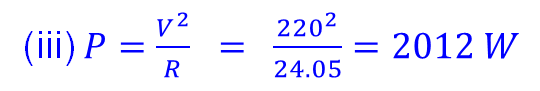 (iii) P = V²/R = 220²/24.05 = 2012 W